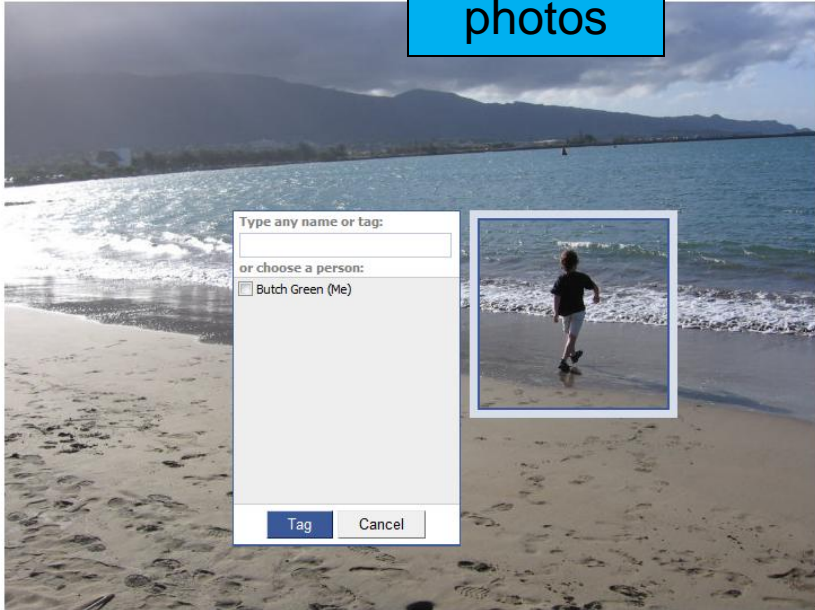 photos
Type any name or tag:
or choose a person:
Butch Green (Me)
Tag Cancel